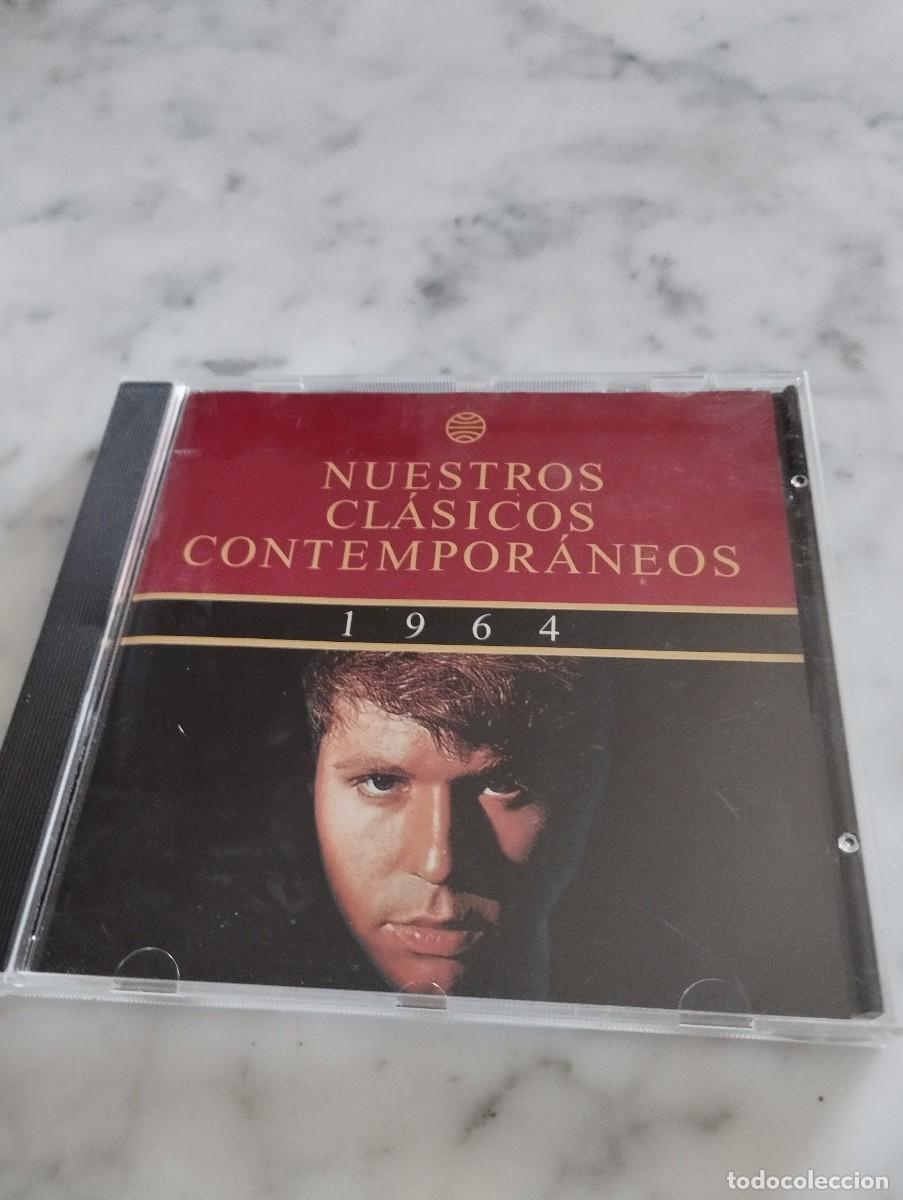 NUESTROS
CLÁSICOS
CONTEMPORÁNEOS
1964
todocoleccion